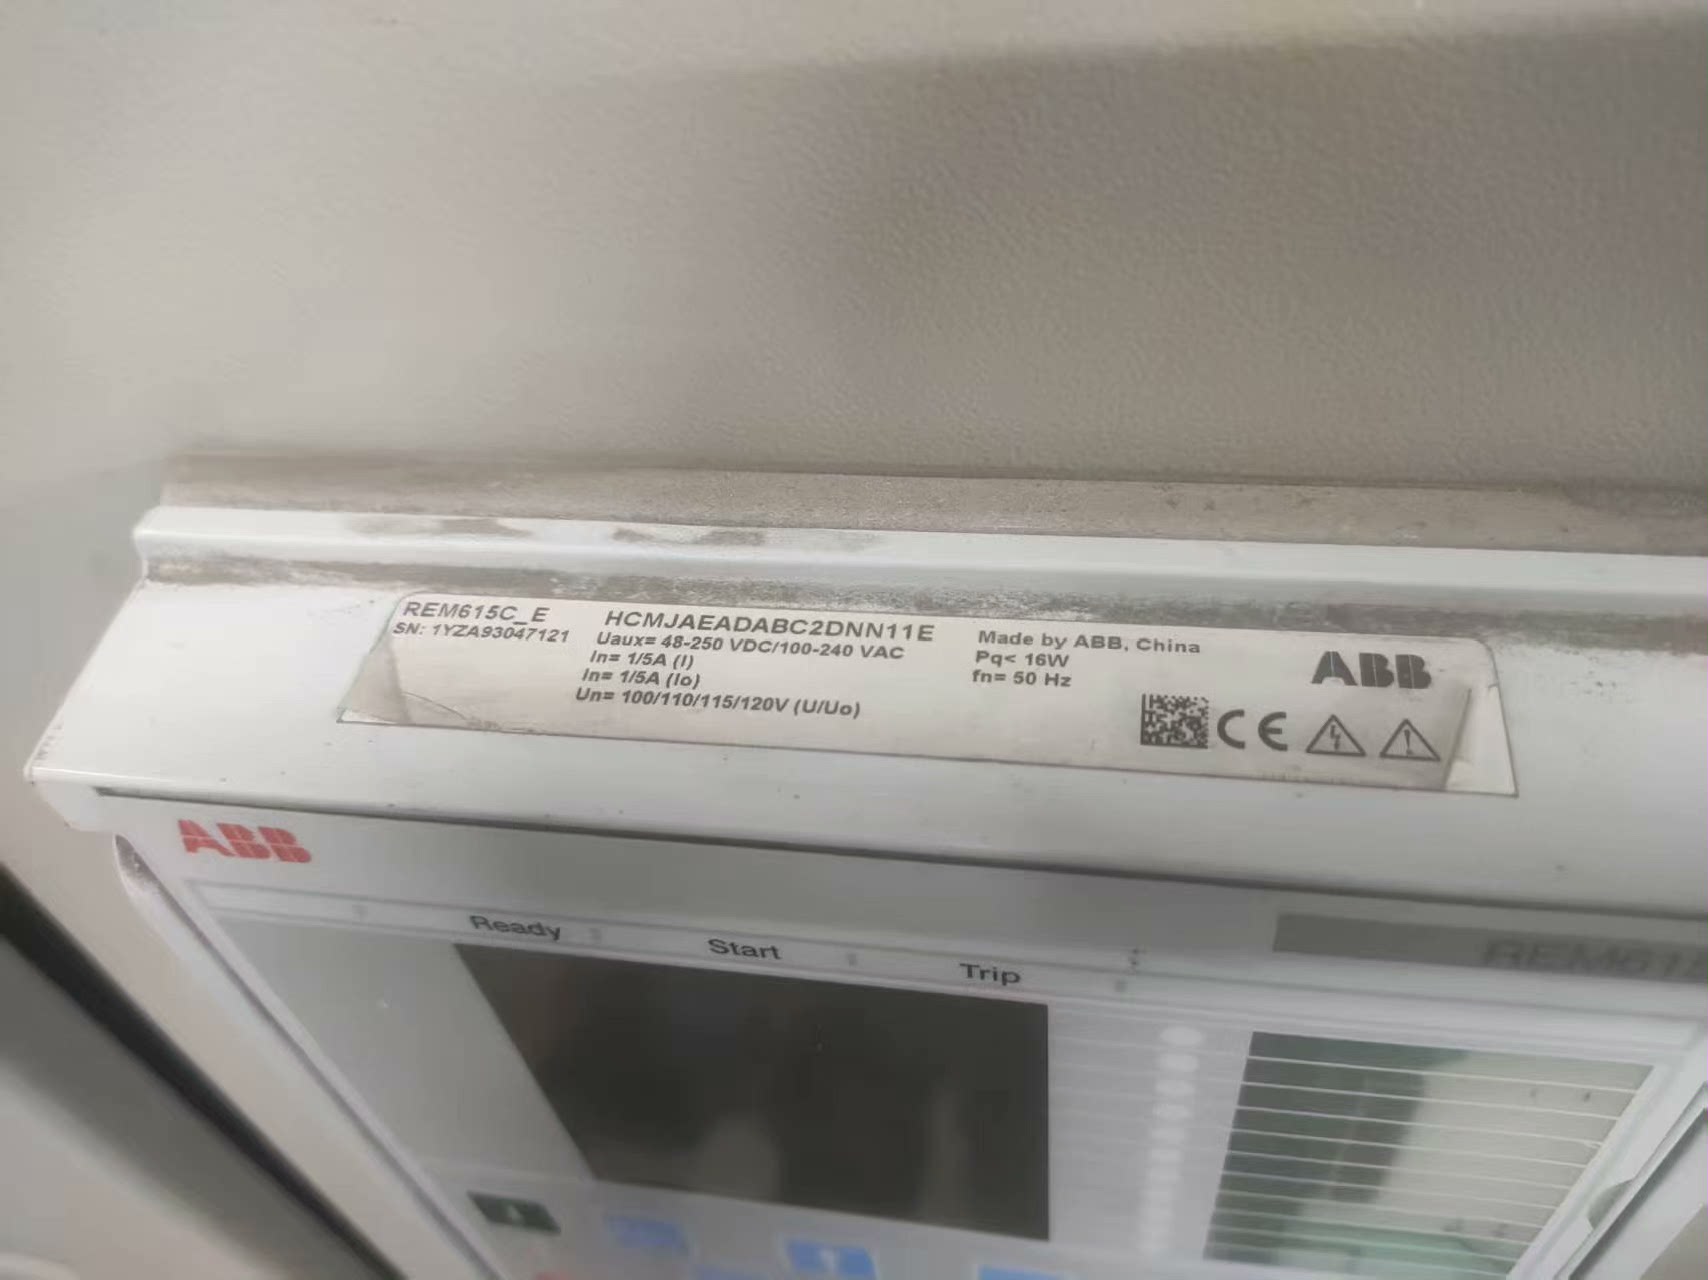 REM615C_E
SN: 1YZA93047121
HCMJAEADABC2DNN11E
Uaux= 48-250 VDC/100-240 VAC
In= 1/5A (I)
In= 1/5A (Io)
Un= 100/110/115/120V (U/Uo)
Made by ABB, China
Pq< 16W
fn= 50 Hz
ABB
CE
ABB
Ready
Start
Trip